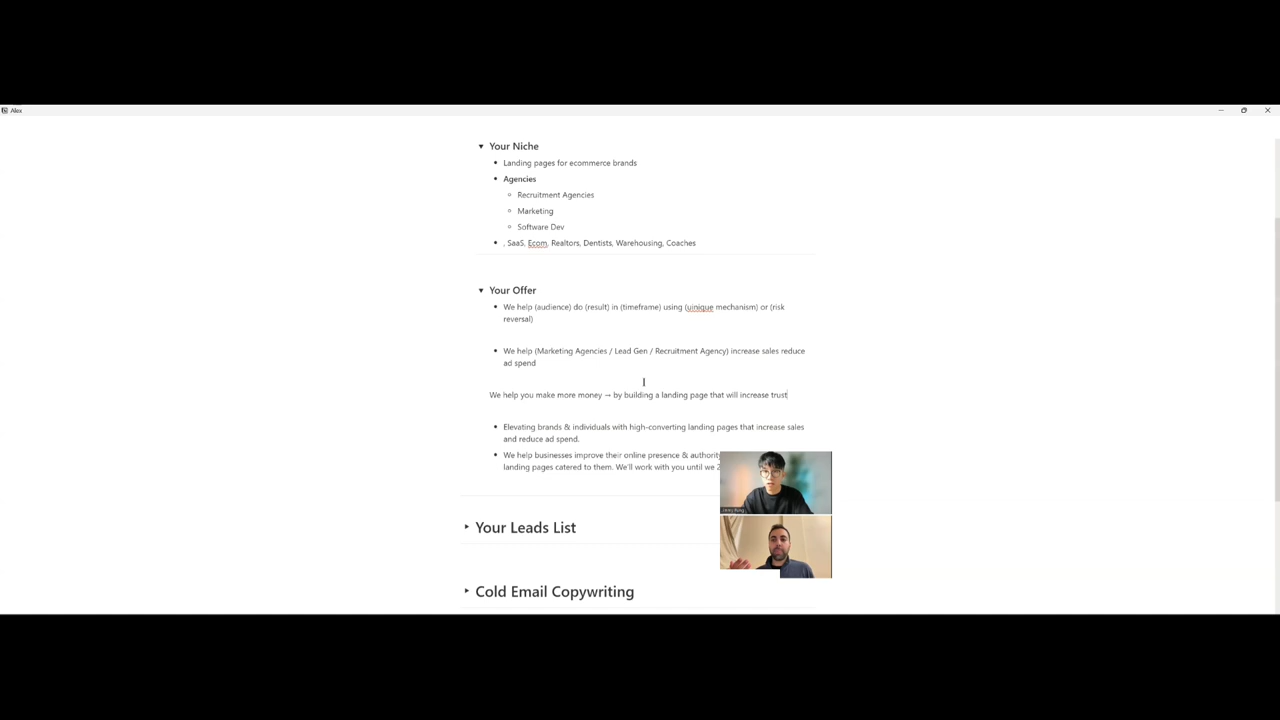 Alex
Your Niche
Landing pages for ecommerce brands
Agencies
Recruitment Agencies
Marketing
Software Dev
, SaaS, Ecom, Realtors, Dentists, Warehousing, Coaches
Your Offer
We help (audience) do (result) in (timeframe) using (uinique mechanism) or (risk
reversal)
We help (Marketing Agencies / Lead Gen / Recruitment Agency) increase sales reduce
ad spend
We help you make more money → by building a landing page that will increase trust
Elevating brands & individuals with high-converting landing pages that increase sales
and reduce ad spend.
We help businesses improve their online presence & authority
landing pages catered to them. We'll work with you until we
Your Leads List
Cold Email Copywriting